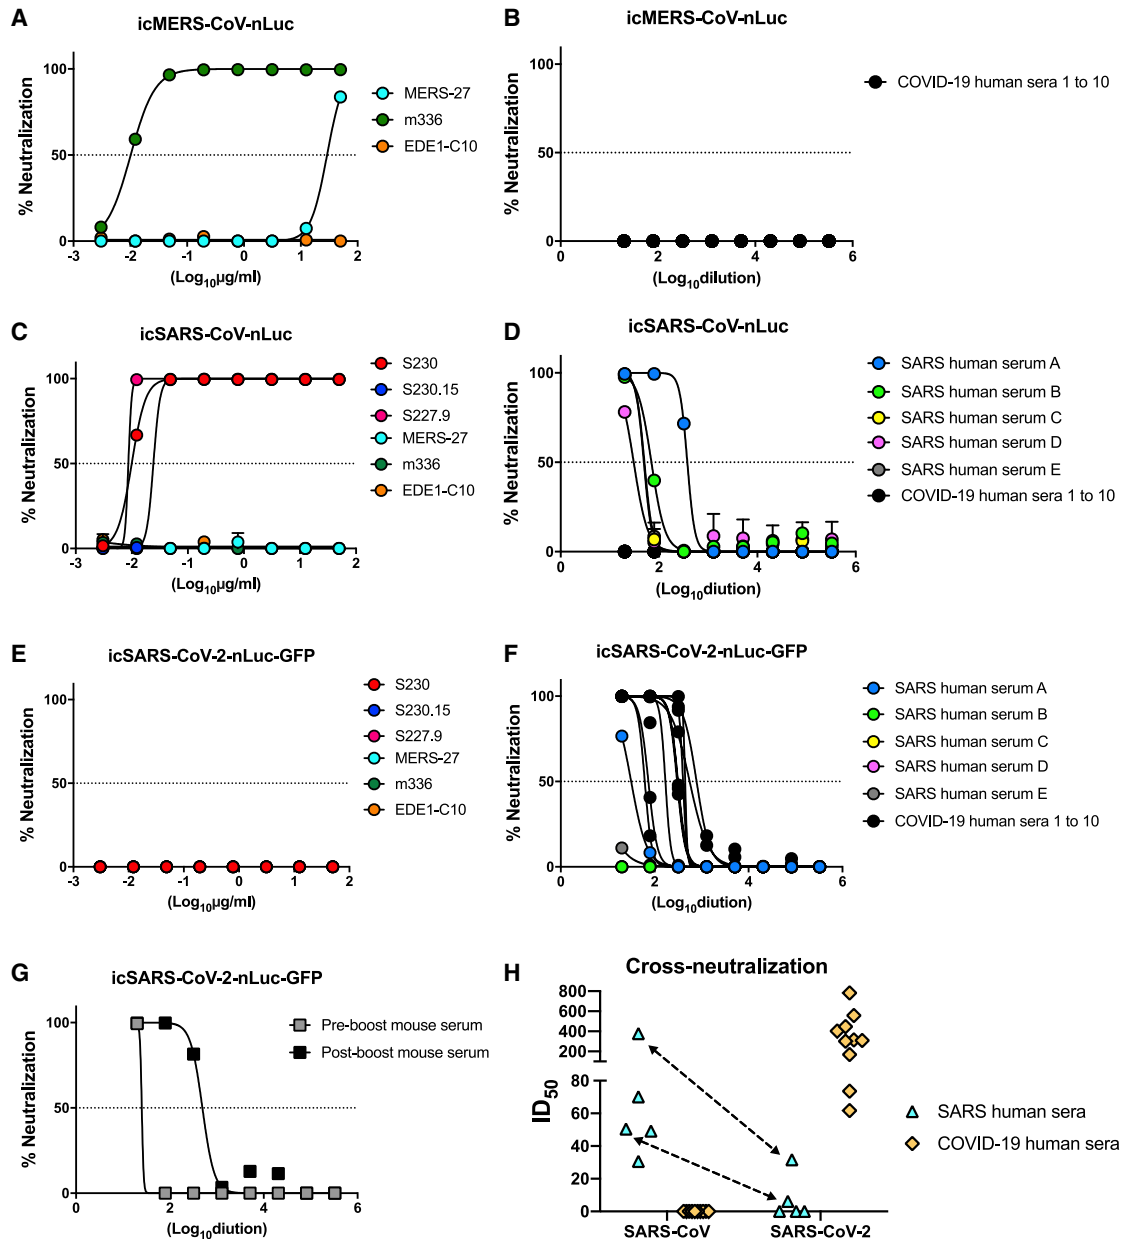 A
icMERS-CoV-nLuc
% Neutralization
100
50
0
-3
-2
-1
0
1
2
(Log10µg/ml)
MERS-27
m336
EDE1-C10
B
icMERS-CoV-nLuc
% Neutralization
100
50
0
0
2
4
6
(Log10dilution)
COVID-19 human sera 1 to 10
C
icSARS-CoV-nLuc
% Neutralization
100
50
0
-3
-2
-1
0
1
2
(Log10µg/ml)
S230
S230.15
S227.9
MERS-27
m336
EDE1-C10
D
icSARS-CoV-nLuc
% Neutralization
100
50
0
0
2
4
6
(Log10dution)
SARS human serum A
SARS human serum B
SARS human serum C
SARS human serum D
SARS human serum E
COVID-19 human sera 1 to 10
E
icSARS-CoV-2-nLuc-GFP
% Neutralization
100
50
0
-3
-2
-1
0
1
2
(Log10µg/ml)
S230
S230.15
S227.9
MERS-27
m336
EDE1-C10
F
icSARS-CoV-2-nLuc-GFP
% Neutralization
100
50
0
0
2
4
6
(Log10dilution)
SARS human serum A
SARS human serum B
SARS human serum C
SARS human serum D
SARS human serum E
COVID-19 human sera 1 to 10
G
icSARS-CoV-2-nLuc-GFP
% Neutralization
100
50
0
0
2
4
6
(Log10diution)
Pre-boost mouse serum
Post-boost mouse serum
H
Cross-neutralization
ID50
800
600
400
200
80
60
40
20
0
SARS-CoV
SARS-CoV-2
SARS human sera
COVID-19 human sera